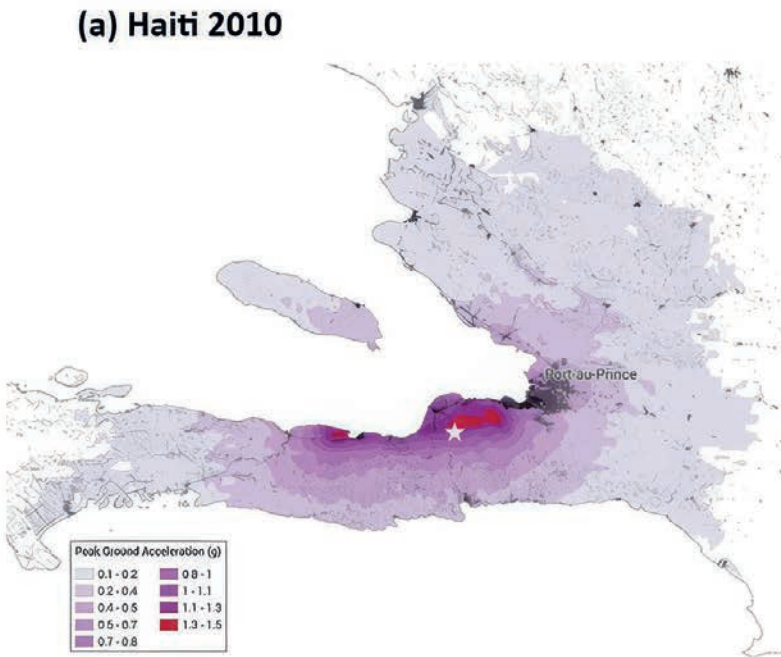 (a) Haiti 2010
Port-au-Prince
Peak Ground Acceleration (g)
0.1 - 0.2
0.2 - 0.4
0.4 - 0.5
0.5 - 0.7
0.7 - 0.8
0.8 - 1
1 - 1.1
1.1 - 1.3
1.3 - 1.5